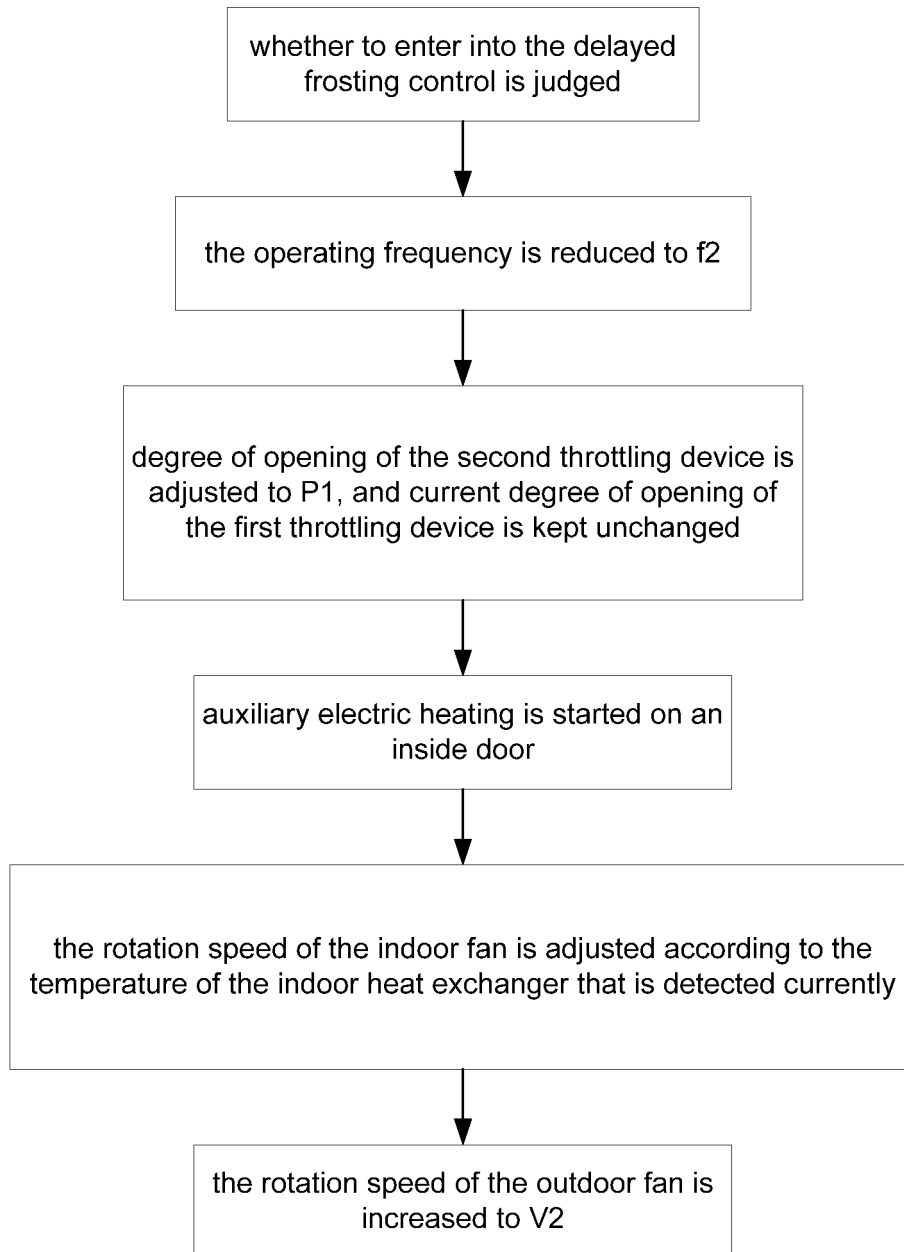 whether to enter into the delayed
frosting control is judged
the operating frequency is reduced to f2
degree of opening of the second throttling device is
adjusted to P1, and current degree of opening of
the first throttling device is kept unchanged
auxiliary electric heating is started on an
inside door
the rotation speed of the indoor fan is adjusted according to the
temperature of the indoor heat exchanger that is detected currently
the rotation speed of the outdoor fan is
increased to V2